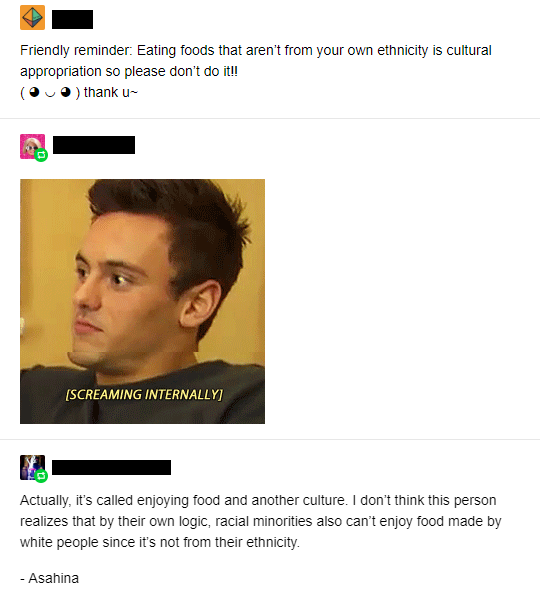 Friendly reminder: Eating foods that aren’t from your own ethnicity is cultural
appropriation so please don’t do it!!
( ◕ ◡ ◕ ) thank u~
[SCREAMING INTERNALLY]
Actually, it’s called enjoying food and another culture. I don’t think this person
realizes that by their own logic, racial minorities also can’t enjoy food made by
white people since it’s not from their ethnicity.
- Asahina